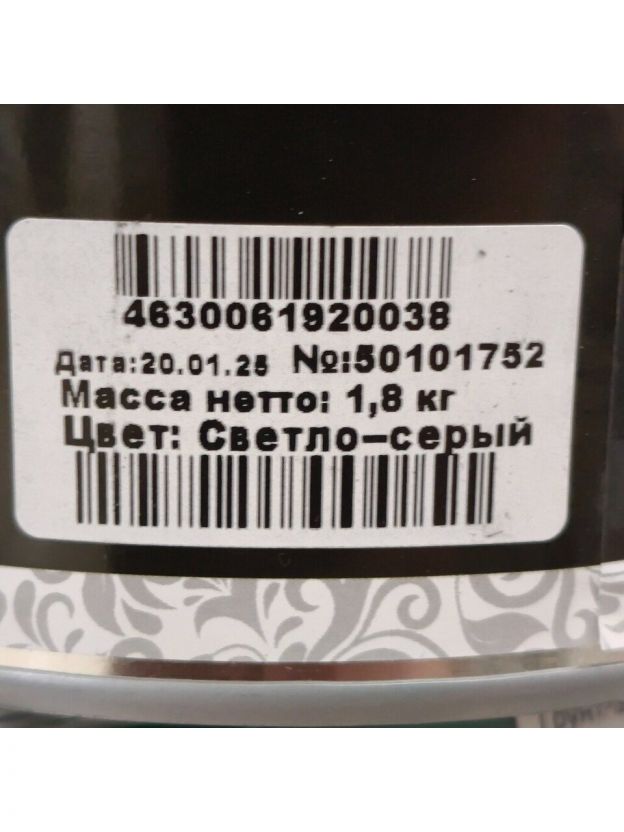 4630061920038
Дата:20.01.25 №:50101752
Масса нетто: 1,8 кг
Цвет: Светло-серый